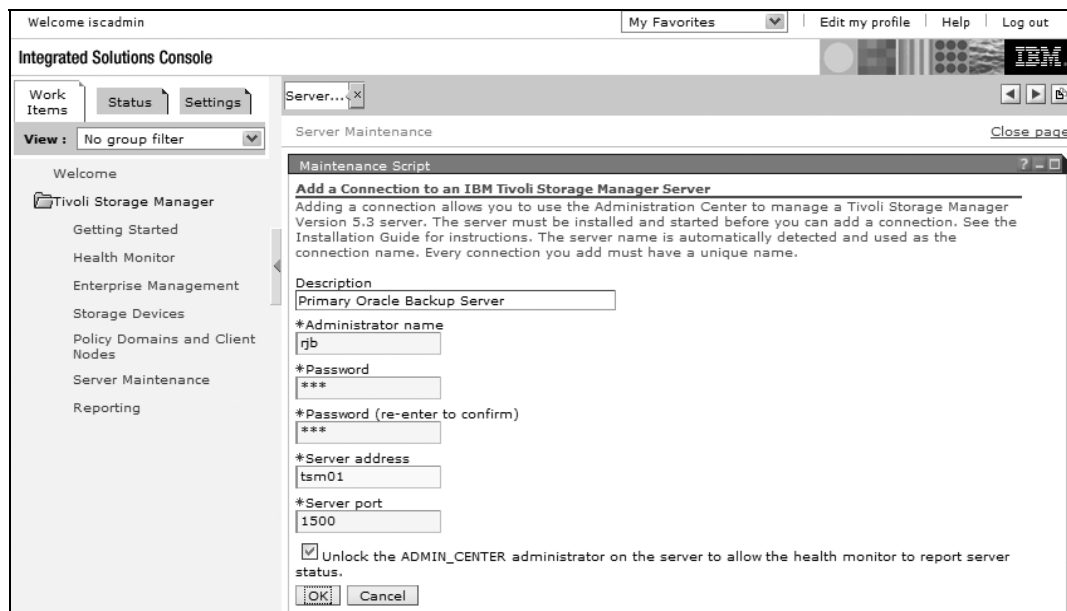 Welcome iscadmin
My Favorites
Edit my profile
Help
Log out
Integrated Solutions Console
IBM.
Work Items
Status
Settings
View :
No group filter
Welcome
Tivoli Storage Manager
Getting Started
Health Monitor
Enterprise Management
Storage Devices
Policy Domains and Client
Nodes
Server Maintenance
Reporting
Server...
Server Maintenance
Close page
Maintenance Script
Add a Connection to an IBM Tivoli Storage Manager Server
Adding a connection allows you to use the Administration Center to manage a Tivoli Storage Manager
Version 5.3 server. The server must be installed and started before you can add a connection. See the
Installation Guide for instructions. The server name is automatically detected and used as the
connection name. Every connection you add must have a unique name.
Description
Primary Oracle Backup Server
*Administrator name
rjb
*Password
***
*Password (re-enter to confirm)
***
*Server address
tsm01
*Server port
1500
Unlock the ADMIN_CENTER administrator on the server to allow the health monitor to report server
status.
OK
Cancel